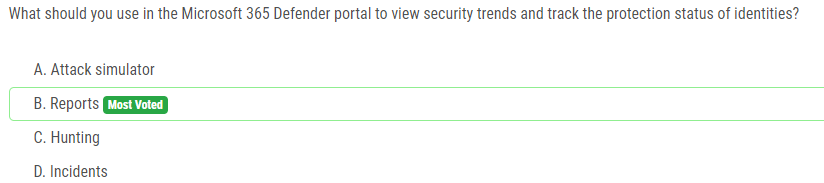 What should you use in the Microsoft 365 Defender portal to view security trends and track the protection status of identities?
A. Attack simulator
B. Reports Most Voted
C. Hunting
D. Incidents